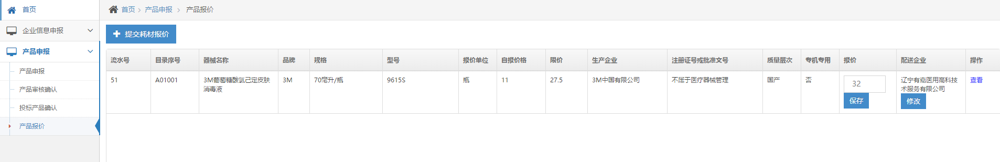 首页
企业信息申报
产品申报
产品申报
产品审核确认
投标产品确认
产品报价
首页 > 产品申报 > 产品报价
提交耗材报价
流水号 目录序号 器械名称 品牌 规格 型号 报价单位 自报价格 限价 生产企业 注册证号或批准文号 质量层次 专机专用 报价 配送企业 操作
51 A01001 3M葡萄糖酸氯己定皮肤 3M 70毫升/瓶 9615S 瓶 11 27.5 3M中国有限公司 不属于医疗器械管理 国产 否 32 辽宁有嘉医用高科技 查看
消毒液 术服务有限公司
保存 修改